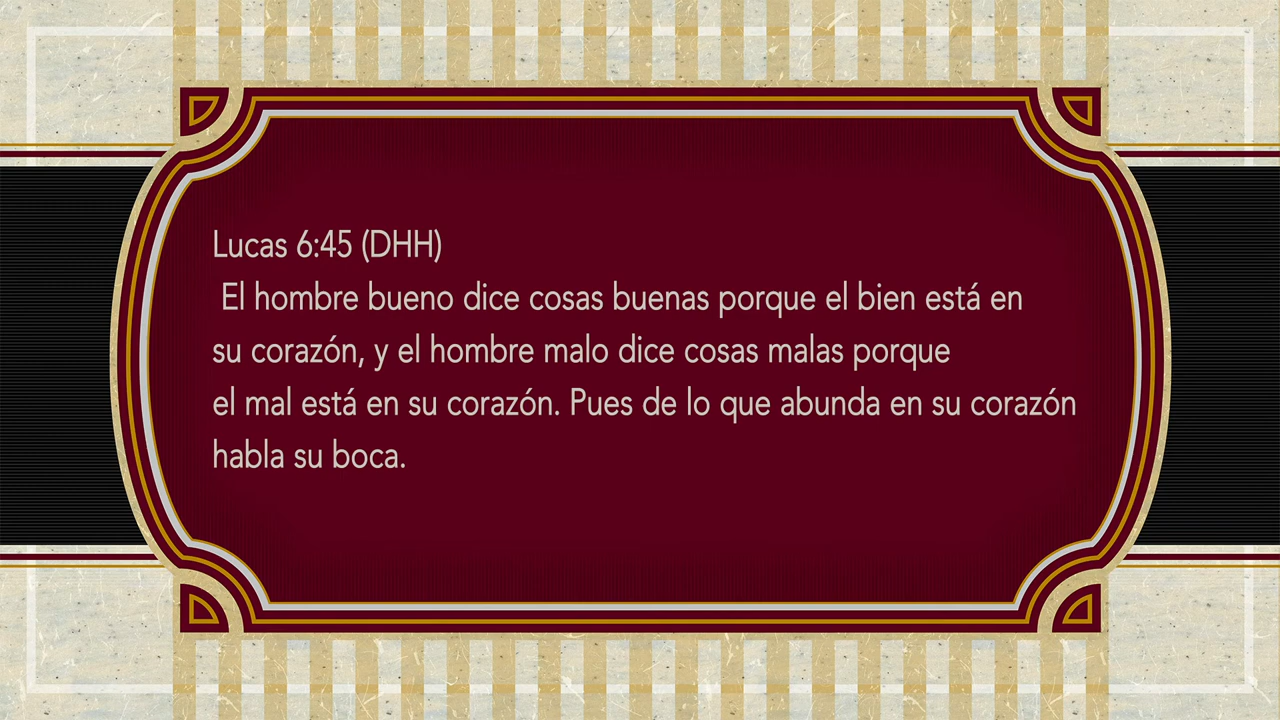 Lucas 6:45 (DHH)
El hombre bueno dice cosas buenas porque el bien está en
su corazón, y el hombre malo dice cosas malas porque
el mal está en su corazón. Pues de lo que abunda en su corazón
habla su boca.